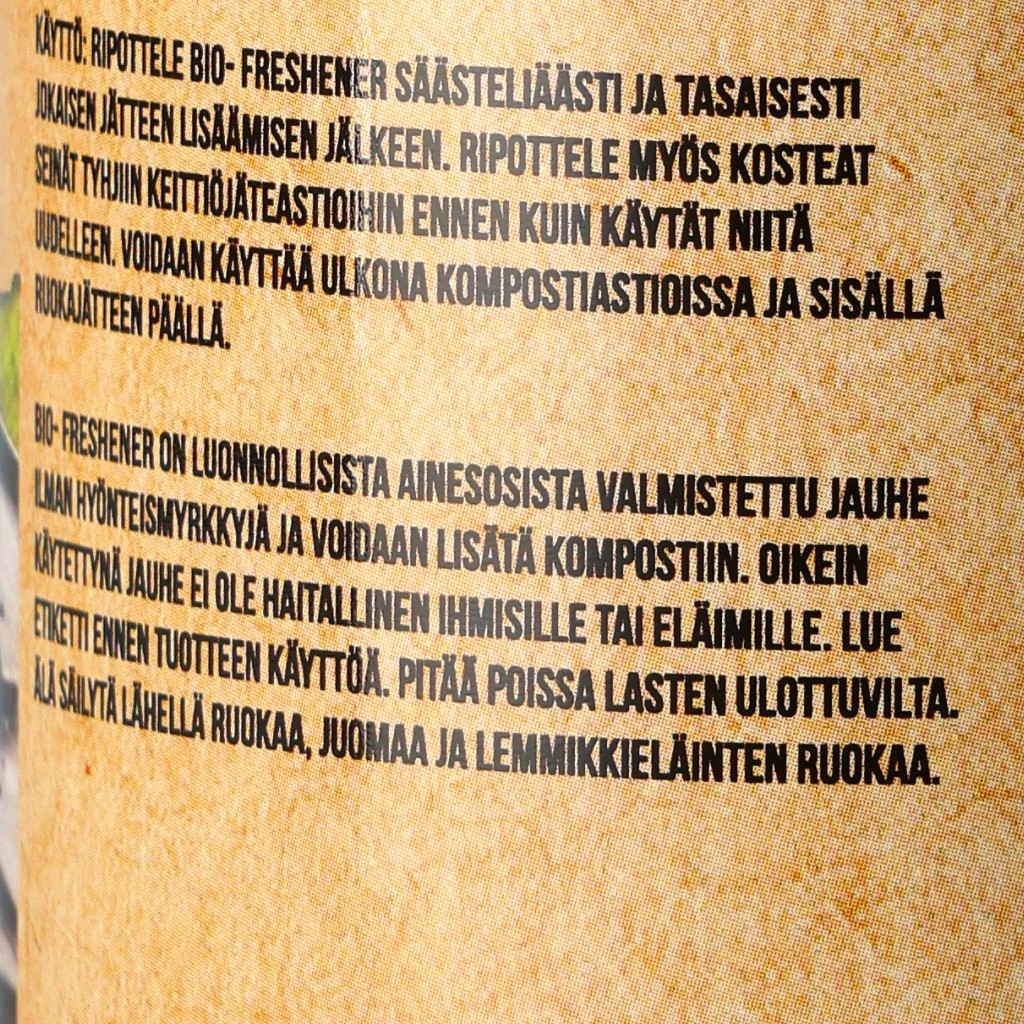 KÄYTTÖ: RIPOTTELE BIO- FRESHENER SÄÄSTELIÄÄSTI JA TASAISESTI
JOKAISEN JÄTTEEN LISÄÄMISEN JÄLKEEN. RIPOTTELE MYÖS KOSTEAT
SEINÄT TYHJIIN KEITTIÖJÄTEASTIOIHIN ENNEN KUIN KÄYTÄT NIITÄ
UUDELLEEN. VOIDAAN KÄYTTÄÄ ULKONA KOMPOSTIASTIOISSA JA SISÄLLÄ
RUOKAJÄTTEEN PÄÄLLÄ.
BIO- FRESHENER ON LUONNOLLISISTA AINESOSISTA VALMISTETTU JAUHE
ILMAN HYÖNTEISMYRKKYJÄ JA VOIDAAN LISÄTÄ KOMPOSTIIN. OIKEIN
KÄYTETTYNÄ JAUHE EI OLE HAITALLINEN IHMISILLE TAI ELÄIMILLE. LUE
ETIKETTI ENNEN TUOTTEEN KÄYTTÖÄ. PITÄÄ POISSA LASTEN ULOTTUVILTA.
ÄLÄ SÄILYTÄ LÄHELLÄ RUOKAA, JUOMAA JA LEMMIKKIELÄINTEN RUOKAA.